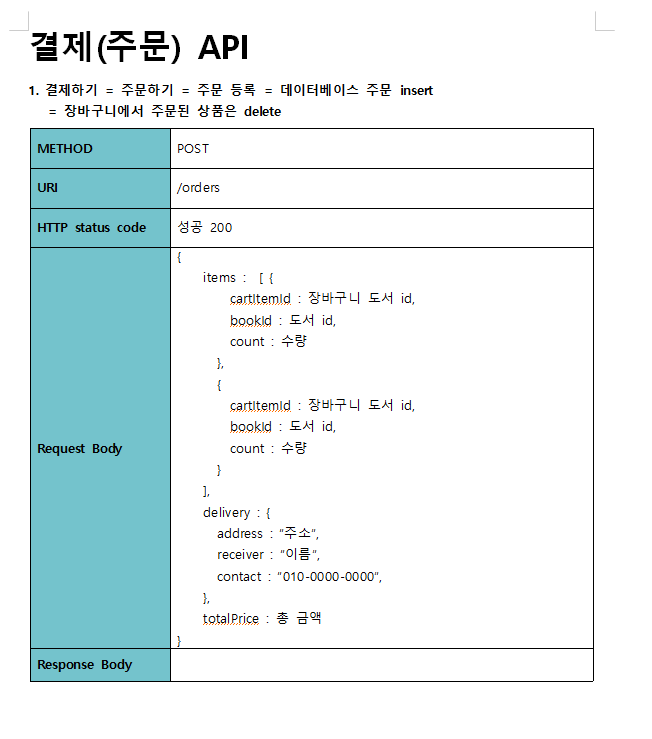 결제(주문) API
1. 결제하기 = 주문하기 = 주문 등록 = 데이터베이스 주문 insert
= 장바구니에서 주문된 상품은 delete
METHOD POST
URI /orders
HTTP status code 성공 200
{
items : [ {
cartItemId : 장바구니 도서 id,
bookId : 도서 id,
count : 수량
},
{
cartItemId : 장바구니 도서 id,
bookId : 도서 id,
Request Body count : 수량
}
],
delivery : {
address : “주소”,
receiver : “이름”,
contact : “010-0000-0000”,
},
totalPrice : 총 금액
}
Response Body